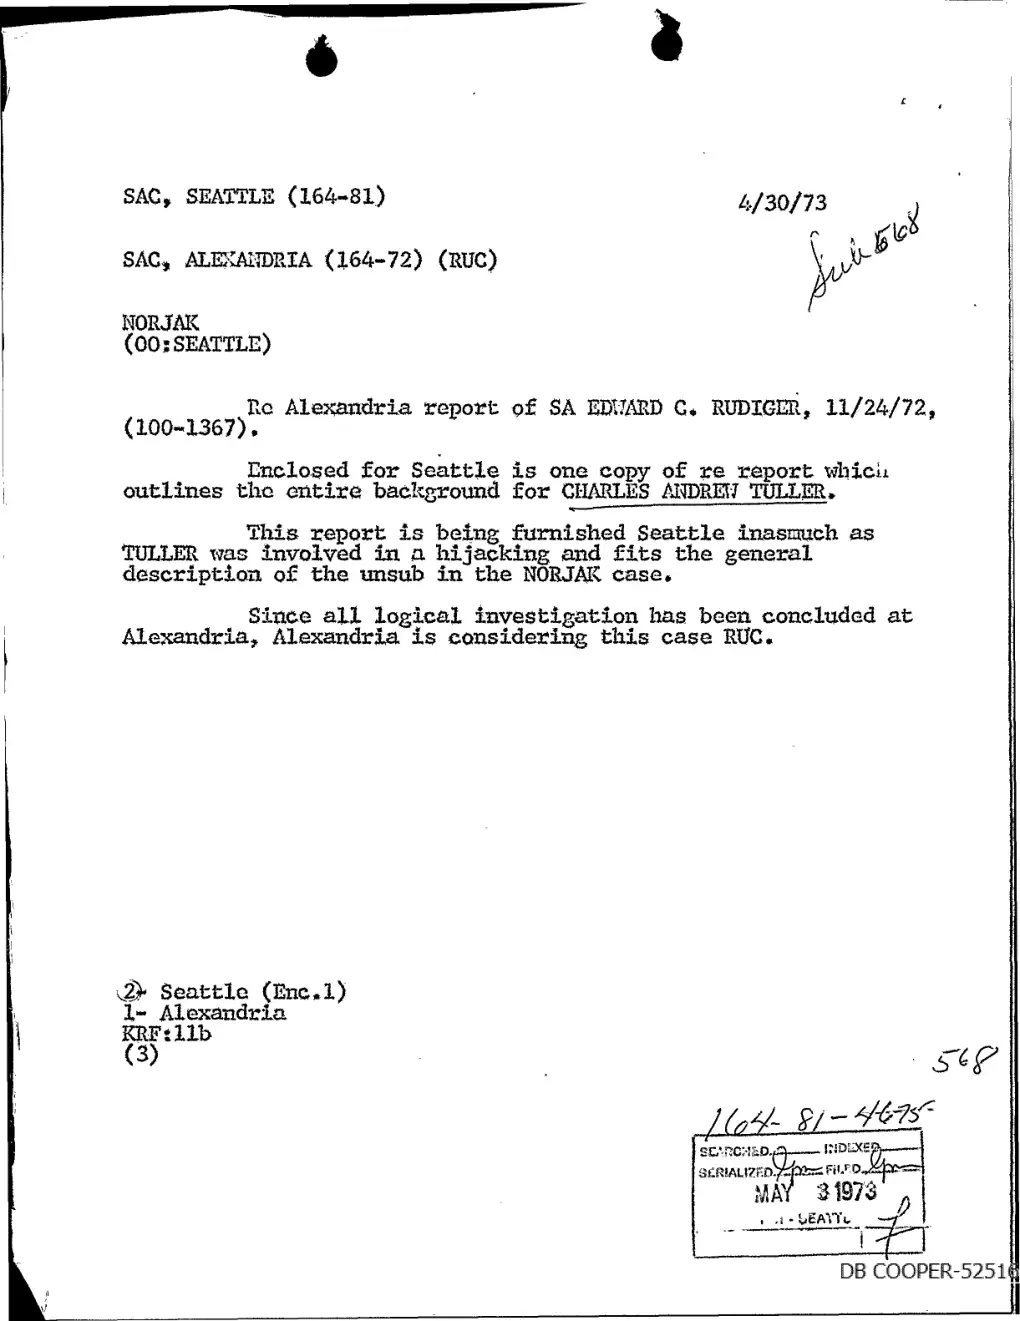 SAC, SEATTLE (164-81)
4/30/73
Sub 568
SAC, ALEXANDRIA (164-72) (RUC)
NORJAK
(OO:SEATTLE)
Re Alexandria report of SA EDWARD C. RUDIGER, 11/24/72,
(100-1367).
Enclosed for Seattle is one copy of re report which
outlines the entire background for CHARLES ANDREW TULLER.
This report is being furnished Seattle inasmuch as
TULLER was involved in a hijacking and fits the general
description of the unsub in the NORJAK case.
Since all logical investigation has been concluded at
Alexandria, Alexandria is considering this case RUC.
2- Seattle (Enc.1)
1- Alexandria
KRF:llb
(3)
568
164-81-4675
SEARCHED INDEXED
SERIALIZED FILED
MAY 3 1973
SEATTLE
DB COOPER-52516